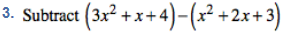 3. Subtract (3x² + x + 4) – (x² + 2x + 3)